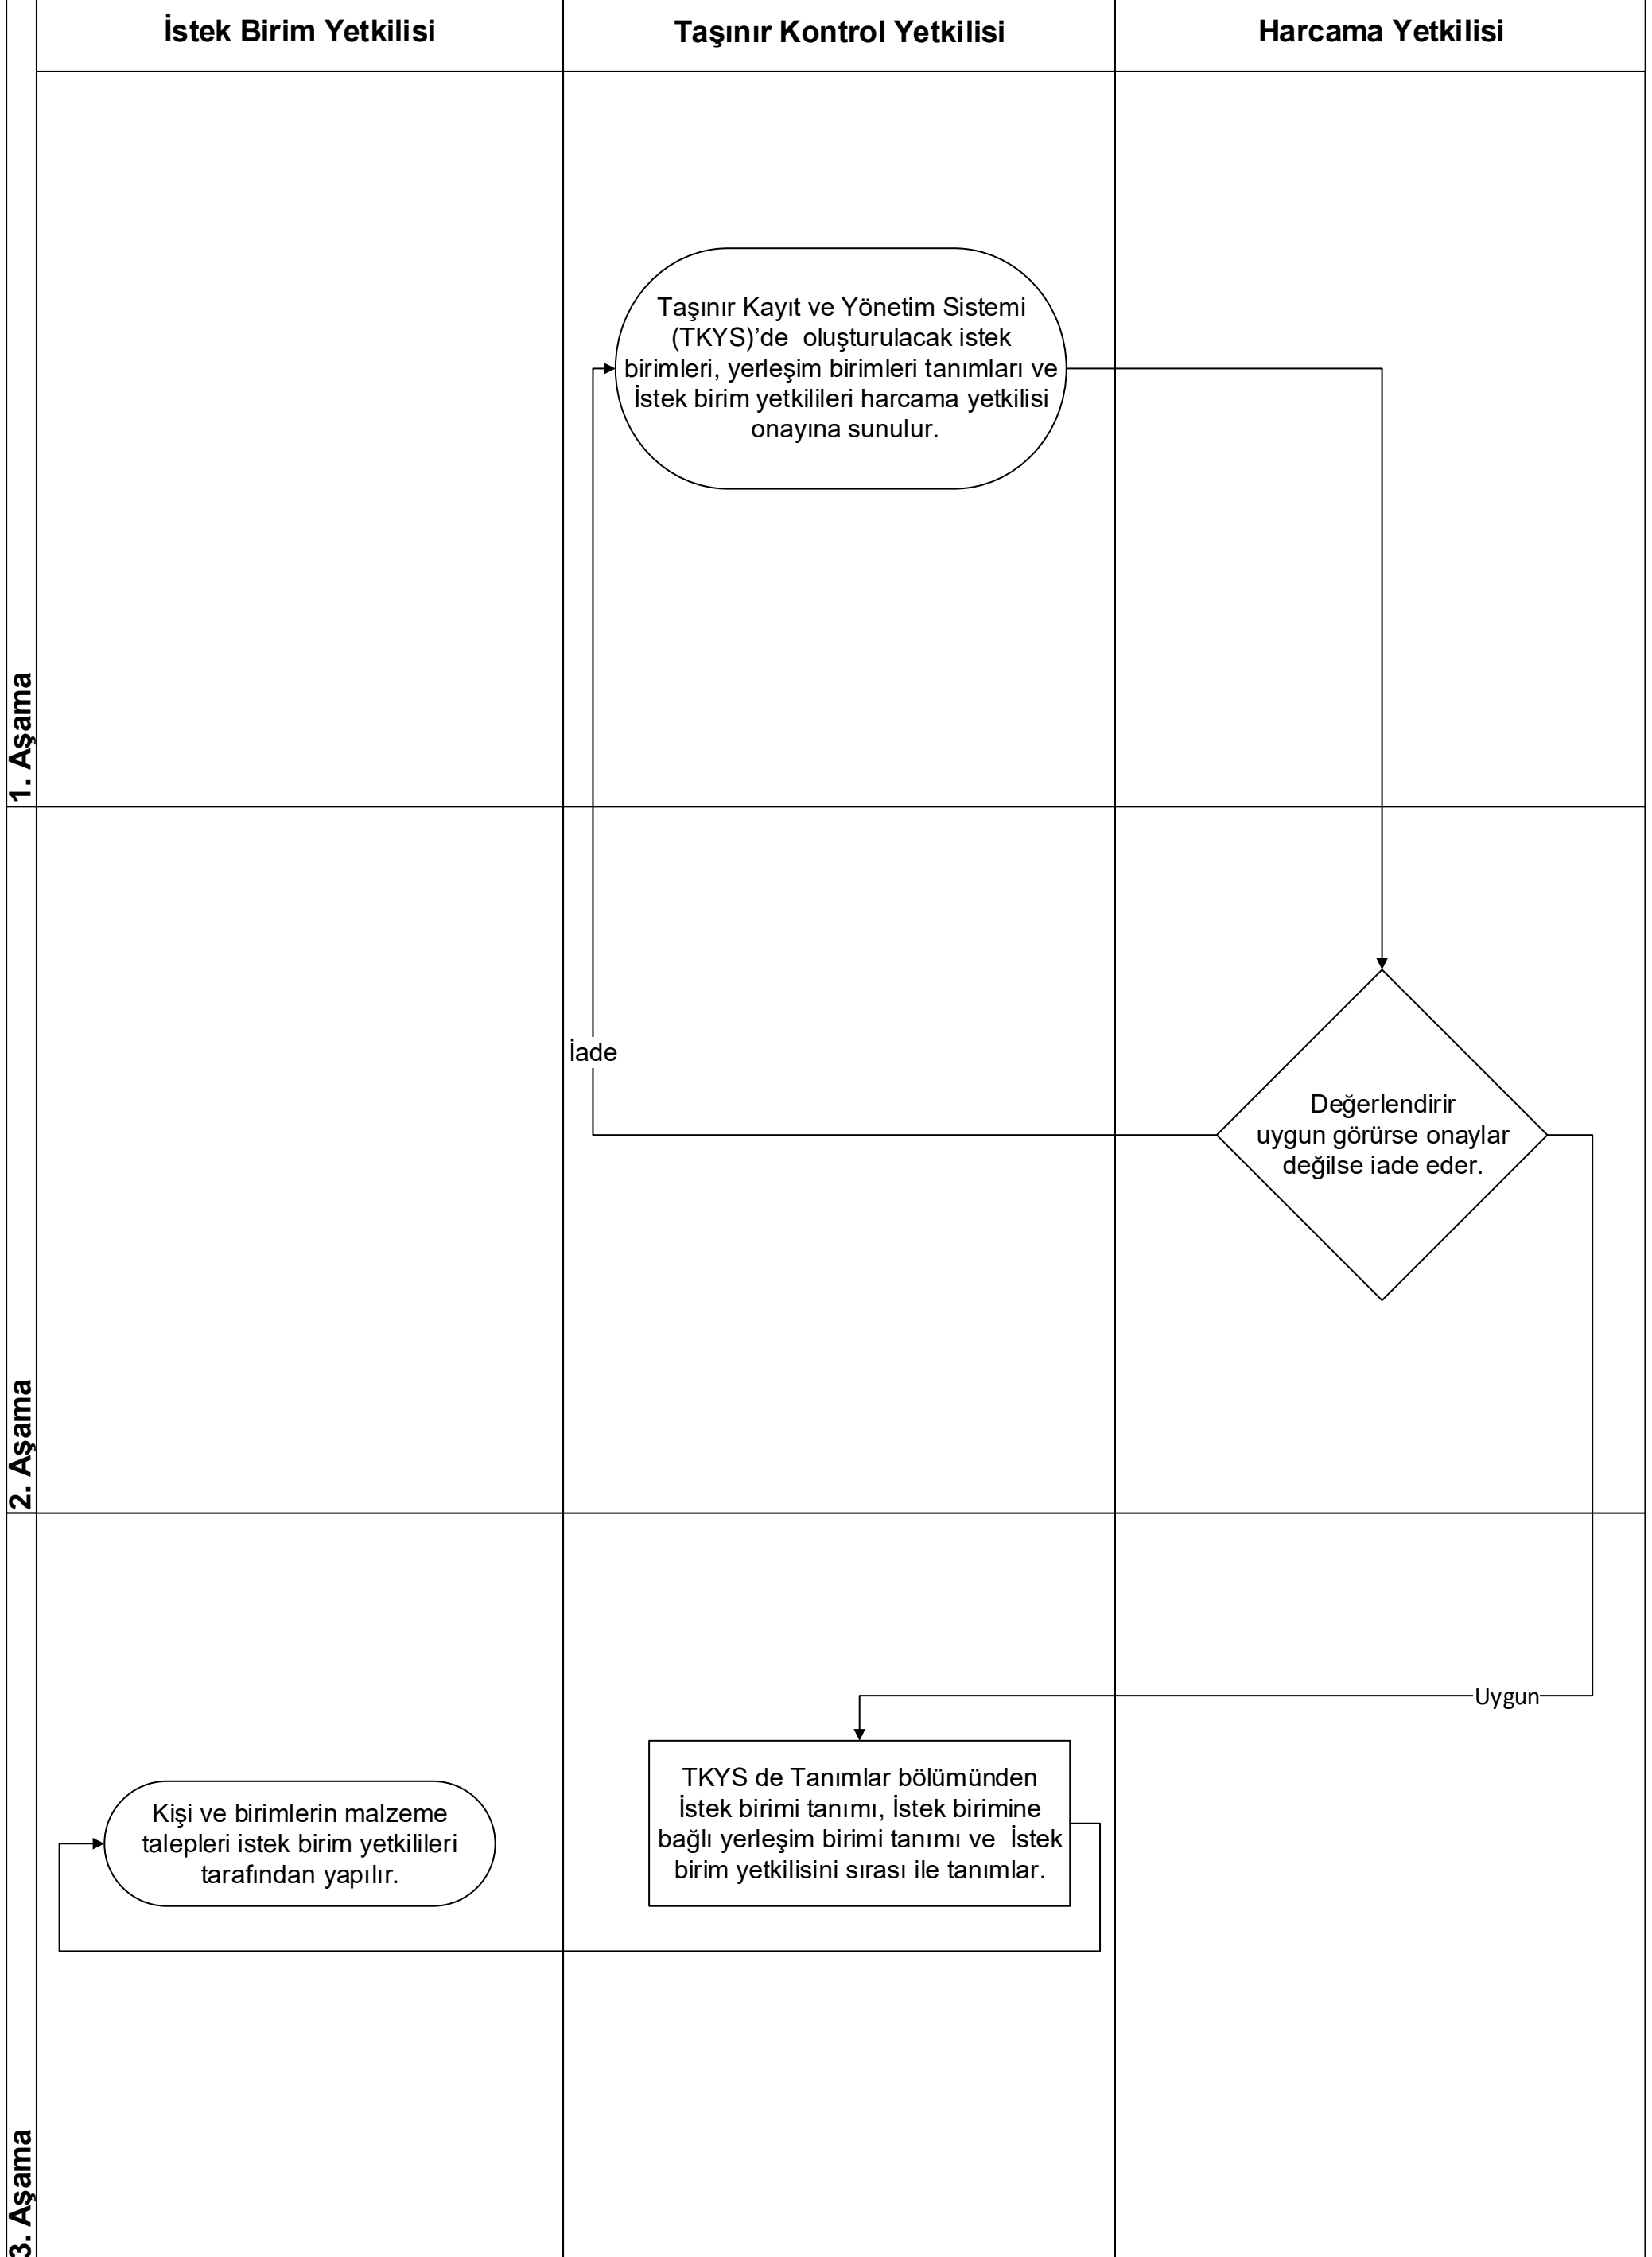 İstek Birim Yetkilisi
Taşınır Kontrol Yetkilisi
Harcama Yetkilisi
1. Aşama
Taşınır Kayıt ve Yönetim Sistemi
(TKYS)’de  oluşturulacak istek
birimleri, yerleşim birimleri tanımları ve
İstek birim yetkilileri harcama yetkilisi
onayına sunulur.
2. Aşama
İade
Değerlendirir
uygun görürse onaylar
değilse iade eder.
3. Aşama
Uygun
TKYS de Tanımlar bölümünden
İstek birimi tanımı, İstek birimine
bağlı yerleşim birimi tanımı ve  İstek
birim yetkilisini sırası ile tanımlar.
Kişi ve birimlerin malzeme
talepleri istek birim yetkilileri
tarafından yapılır.